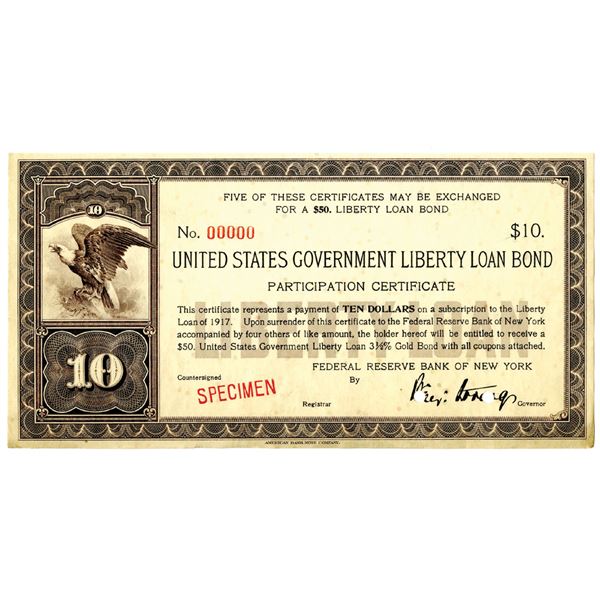 FIVE OF THESE CERTIFICATES MAY BE EXCHANGED
FOR A $50. LIBERTY LOAN BOND
10
No. 00000
$10.
UNITED STATES GOVERNMENT LIBERTY LOAN BOND
PARTICIPATION CERTIFICATE
LIBERTY LOAN
This certificate represents a payment of TEN DOLLARS on a subscription to the Liberty
Loan of 1917. Upon surrender of this certificate to the Federal Reserve Bank of New York
accompanied by four others of like amount, the holder hereof will be entitled to receive a
$50. United States Government Liberty Loan 3½% Gold Bond with all coupons attached.
FEDERAL RESERVE BANK OF NEW YORK
10
Countersigned
By
SPECIMEN
Registrar
Governor
AMERICAN BANK NOTE COMPANY.